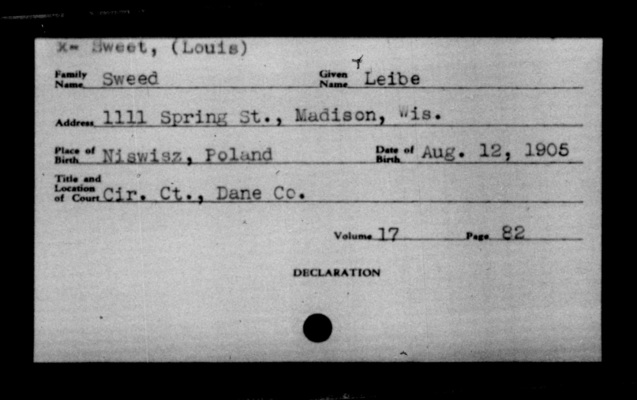 x- Sweet, (Louis)
Family Name Sweed Given Name Leibe
Address 1111 Spring St., Madison, Wis.
Place of Birth Niswisz, Poland Date of Birth Aug. 12, 1905
Title and Location of Court Cir. Ct., Dane Co.
Volume 17 Page 82
DECLARATION